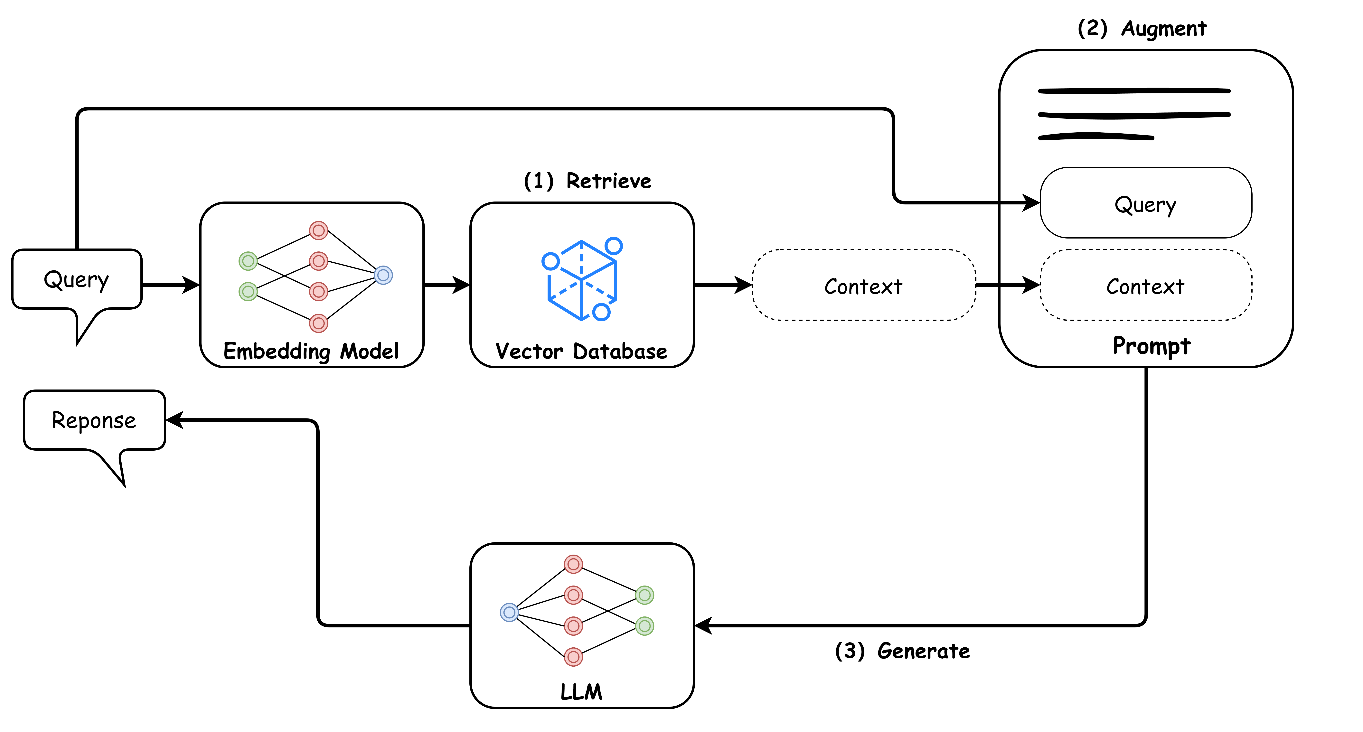 (2) Augment
(1) Retrieve
Query
Query
Embedding Model
Vector Database
Context
Context
Prompt
Reponse
(3) Generate
LLM